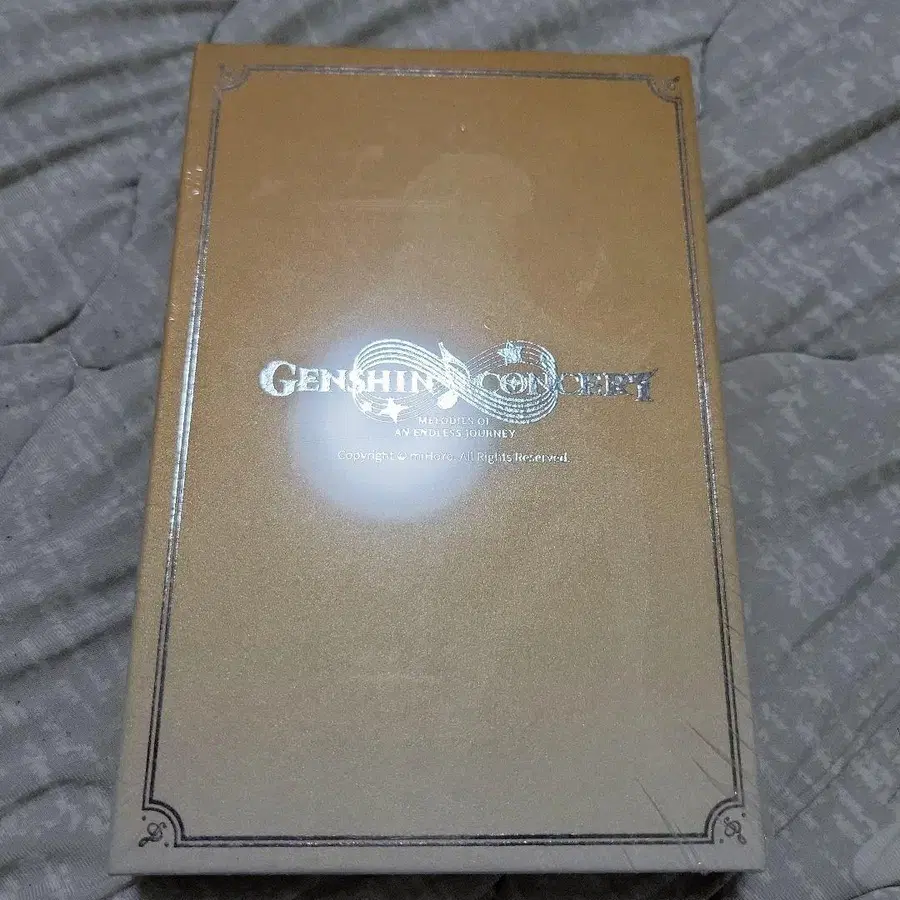 GENSHIN CONCERT
MELODIES OF
AN ENDLESS JOURNEY
Copyright © miHoYo. All Rights Reserved.